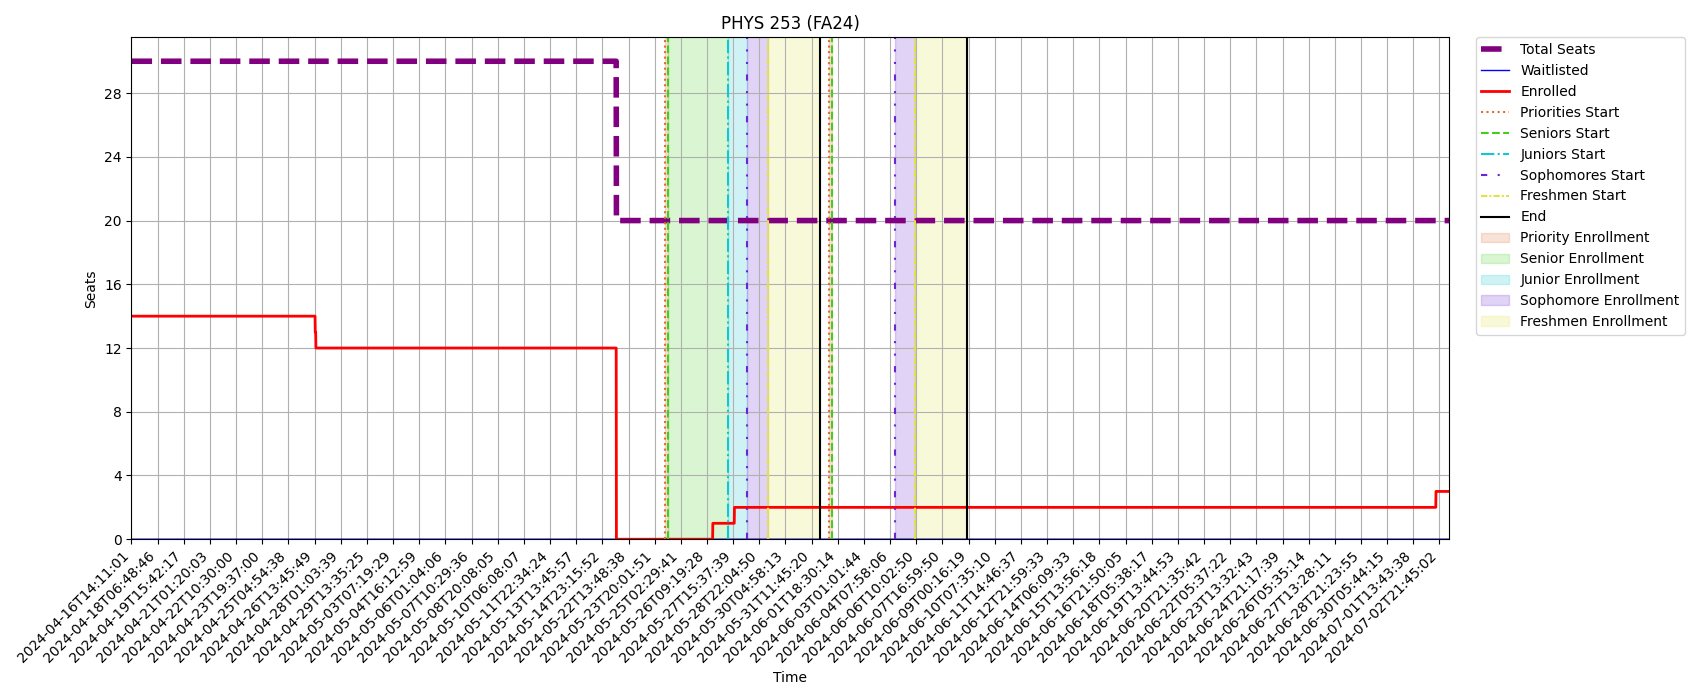 PHYS 253 (FA24)
Total Seats
Waitlisted
Enrolled
Priorities Start
Seniors Start
Juniors Start
Sophomores Start
Freshmen Start
End
Priority Enrollment
Senior Enrollment
Junior Enrollment
Sophomore Enrollment
Freshmen Enrollment
Seats
28
24
20
16
12
8
4
0
2024-04-16T14:11:01
2024-04-18T06:48:46
2024-04-19T15:42:17
2024-04-21T01:20:03
2024-04-22T10:30:00
2024-04-23T19:37:00
2024-04-25T04:54:38
2024-04-26T13:45:49
2024-04-28T01:03:39
2024-04-29T13:35:25
2024-05-03T07:19:29
2024-05-04T16:12:59
2024-05-06T01:04:06
2024-05-07T10:29:36
2024-05-08T20:08:05
2024-05-10T06:08:07
2024-05-11T22:34:24
2024-05-13T13:45:57
2024-05-14T23:15:52
2024-05-22T13:48:38
2024-05-23T20:01:51
2024-05-25T02:29:41
2024-05-26T09:19:28
2024-05-27T15:37:39
2024-05-28T22:04:50
2024-05-30T04:58:13
2024-05-31T11:45:20
2024-06-01T18:30:14
2024-06-03T01:01:44
2024-06-04T07:58:06
2024-06-06T10:02:50
2024-06-07T16:59:50
2024-06-09T00:16:19
2024-06-10T07:35:10
2024-06-11T14:46:37
2024-06-12T21:59:33
2024-06-14T06:09:33
2024-06-15T13:56:18
2024-06-16T21:50:05
2024-06-18T05:38:17
2024-06-19T13:44:53
2024-06-20T21:35:42
2024-06-22T05:37:22
2024-06-23T13:32:43
2024-06-24T21:17:39
2024-06-26T05:35:14
2024-06-27T13:28:11
2024-06-28T21:23:55
2024-06-30T05:44:15
2024-07-01T13:43:38
2024-07-02T21:45:02
Time